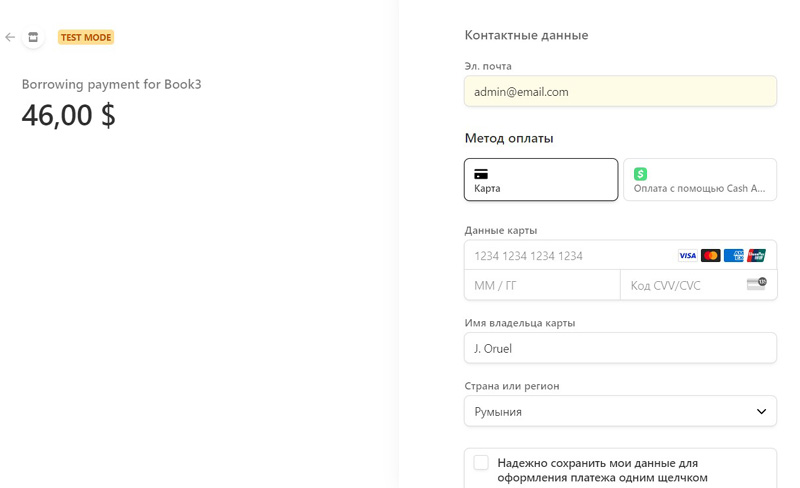 TEST MODE
Borrowing payment for Book3
46,00 $
Контактные данные
Эл. почта
admin@email.com
Метод оплаты
Карта
Оплата с помощью Cash A...
Данные карты
1234 1234 1234 1234
VISA
ММ / ГГ
Код CVV/CVC
Имя владельца карты
J. Oruel
Страна или регион
Румыния
Надежно сохранить мои данные для
оформления платежа одним щелчком